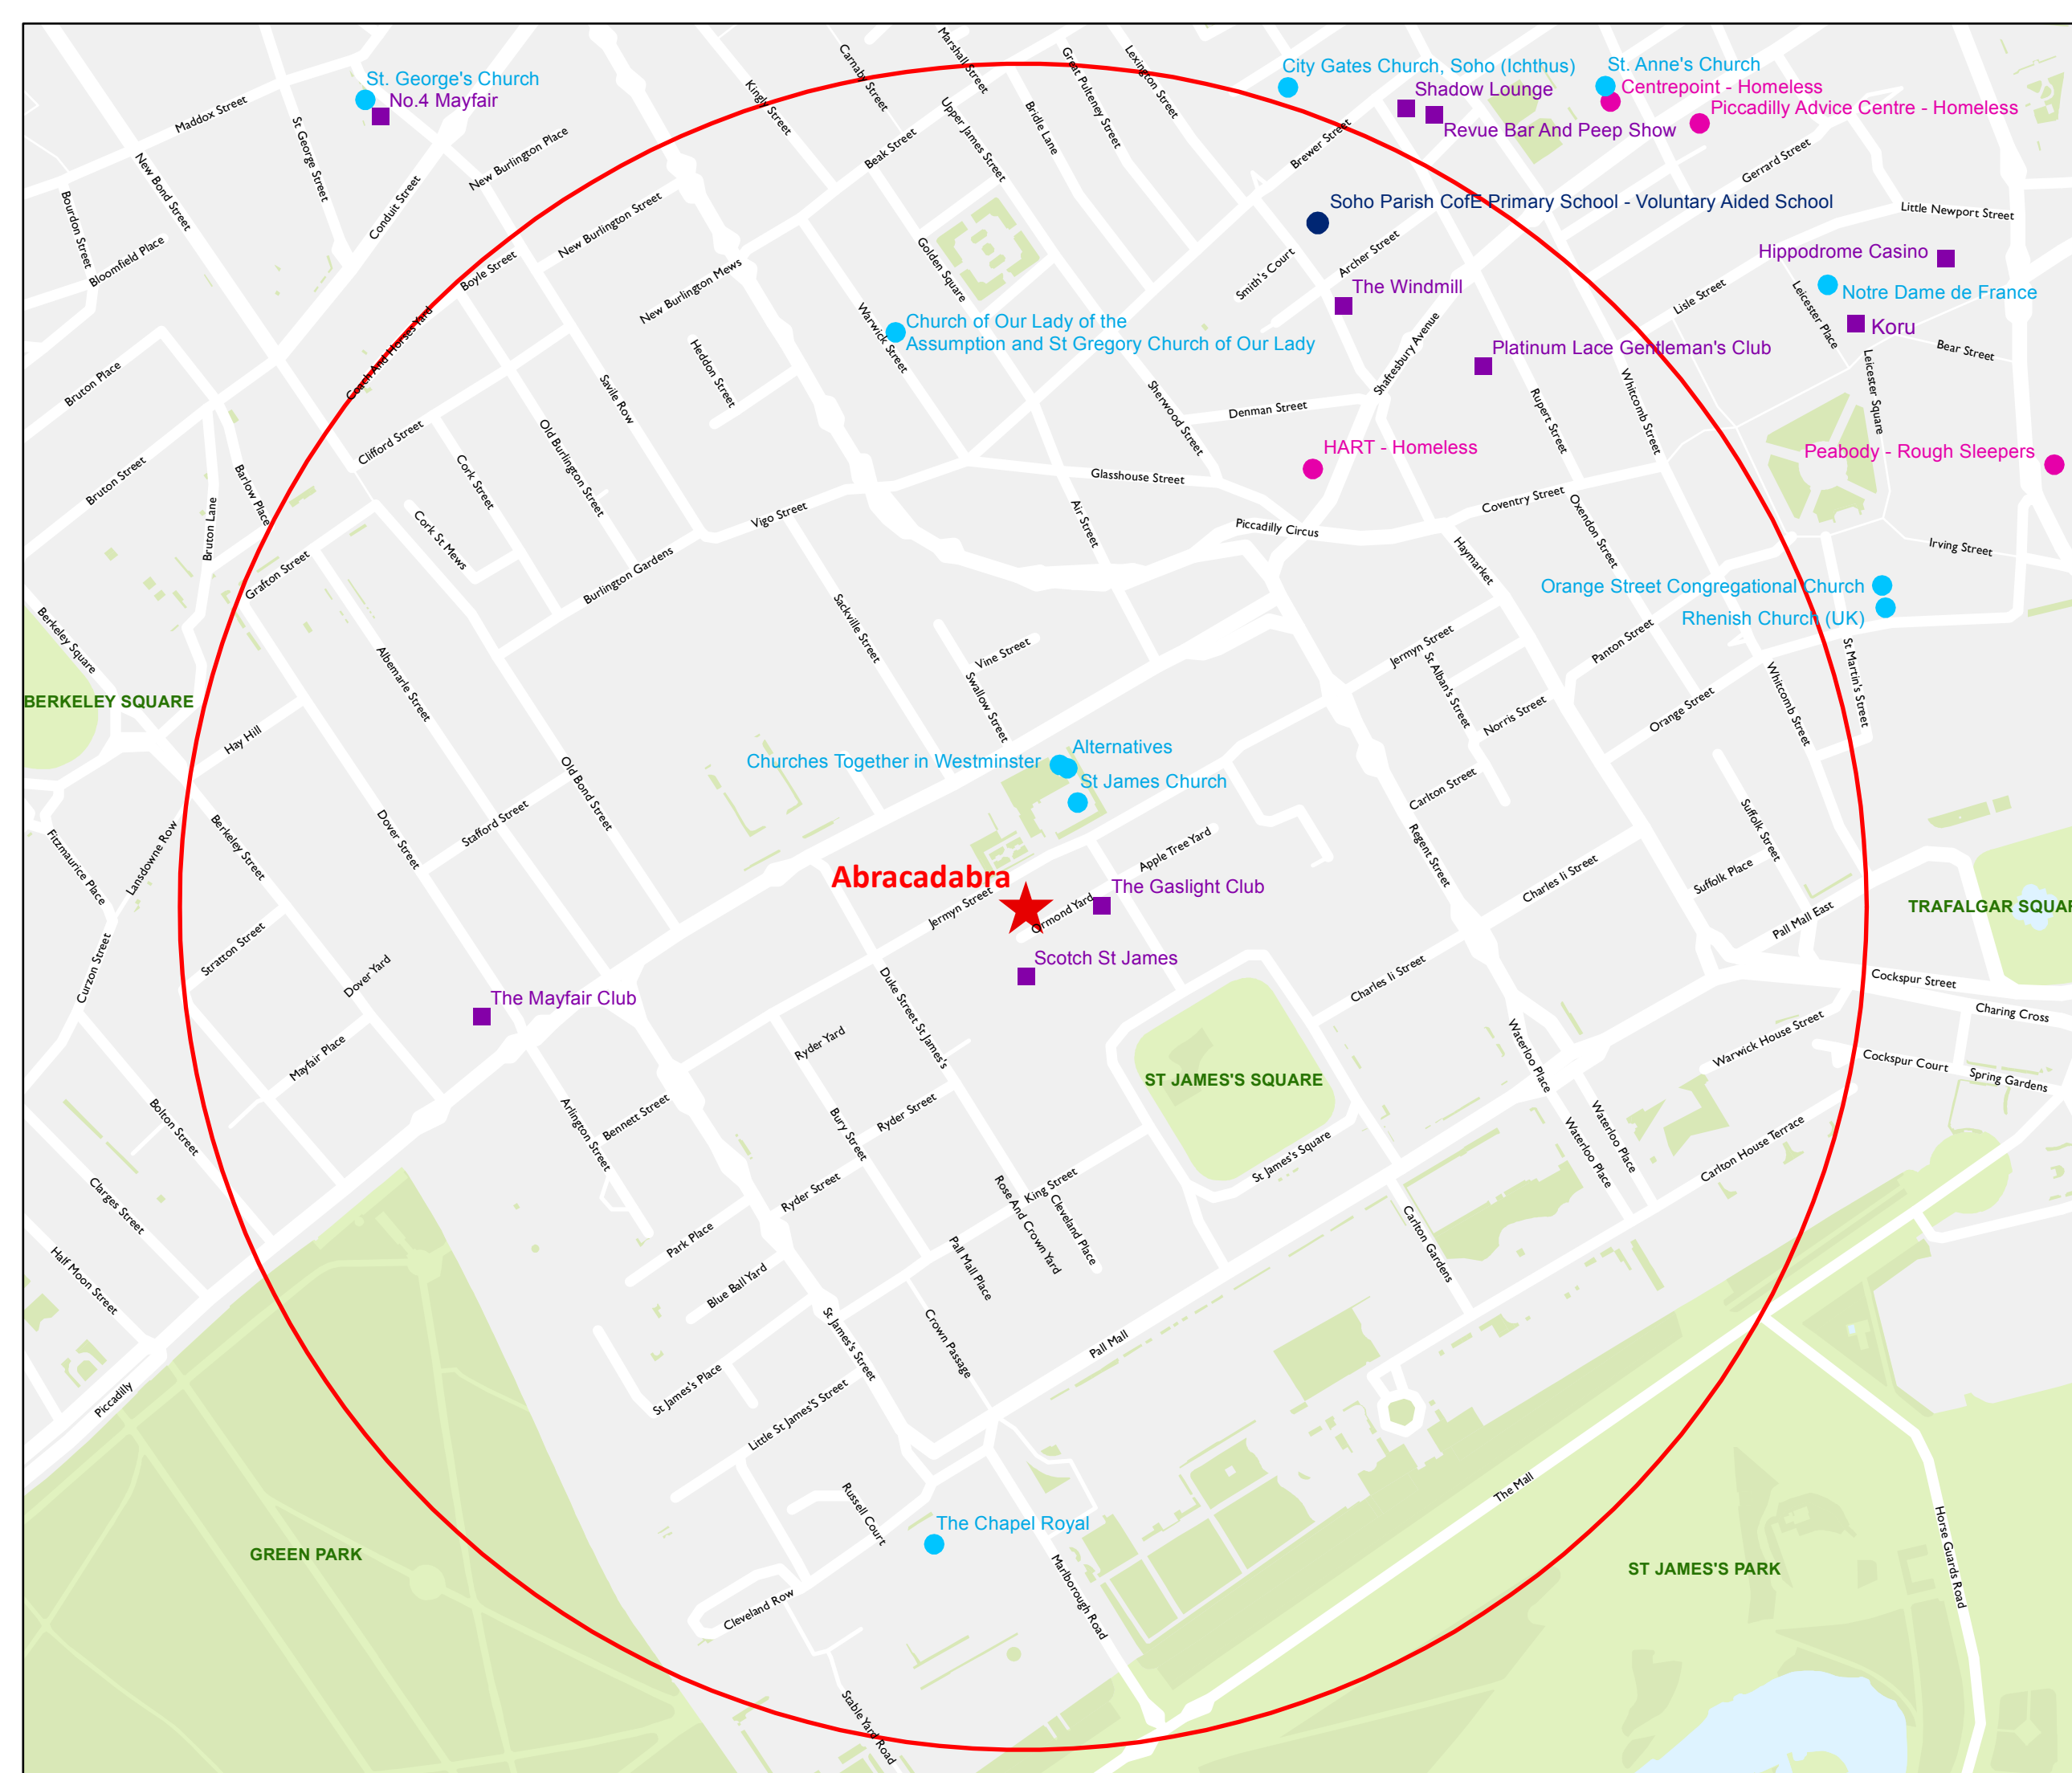 Marshall Street
Carnaby Street
Great Pulteney Street
Lexington Street
City Gates Church, Soho (Ichthus)
St. Anne's Church
St. George's Church
Kingly Street
Shadow Lounge
Centrepoint - Homeless
No.4 Mayfair
Piccadilly Advice Centre - Homeless
Maddox Street
Upper James Street
Bridle Lane
Revue Bar And Peep Show
St George Street
New Burlington Place
Beak Street
Brewer Street
Gerrard Street
New Bond Street
Conduit Street
Soho Parish CofE Primary School - Voluntary Aided School
Little Newport Street
Bourdon Street
New Burlington Street
Bloomfield Place
Boyle Street
Golden Square
Archer Street
Smith's Court
Hippodrome Casino
New Burlington Mews
The Windmill
Notre Dame de France
Lisle Street
Leicester Place
Church of Our Lady of the
Assumption and St Gregory Church of Our Lady
Warwick Street
Koru
Coach And Horses Yard
Shaftesbury Avenue
Platinum Lace Gentleman's Club
Bear Street
Bruton Place
Heddon Street
Savile Row
Sherwood Street
Denman Street
Rupert Street
Whitcomb Street
Leicester Square
Clifford Street
Old Burlington Street
HART - Homeless
Peabody - Rough Sleepers
Bruton Street
Barlow Place
Cork Street
Glasshouse Street
Coventry Street
Bruton Lane
Cork St Mews
Vigo Street
Air Street
Piccadilly Circus
Oxendon Street
Irving Street
Grafton Street
Burlington Gardens
Haymarket
Orange Street Congregational Church
Rhenish Church (UK)
Berkeley Square
Sackville Street
Vine Street
Jermyn Street
Panton Street
BERKELEY SQUARE
Albemarle Street
Swallow Street
St Alban's Street
Norris Street
Orange Street
Whitcomb Street
St Martin's Street
Hay Hill
Alternatives
Churches Together in Westminster
St James Church
Old Bond Street
Carlton Street
Fitzmaurice Place
Lansdowne Row
Berkeley Street
Dover Street
Stafford Street
Apple Tree Yard
Regent Street
Suffolk Street
Abracadabra
The Gaslight Club
Charles Ii Street
Suffolk Place
Jermyn Street
Ormond Yard
TRAFALGAR SQUAR
Pall Mall East
Curzon Street
Stratton Street
Dover Yard
Scotch St James
Charles Ii Street
Cockspur Street
The Mayfair Club
Duke Street St James's
Charing Cross
Mayfair Place
Ryder Yard
Waterloo Place
Warwick House Street
Cockspur Court
Spring Gardens
ST JAMES'S SQUARE
Bolton Street
Arlington Street
Bennett Street
Bury Street
Ryder Street
St James's Square
Waterloo Place
Waterloo Place
Carlton House Terrace
Clarges Street
Ryder Street
King Street
Rose And Crown Yard
Cleveland Place
Carlton Gardens
Park Place
Half Moon Street
Blue Ball Yard
Pall Mall Place
St James's Street
Crown Passage
Pall Mall
Piccadilly
St James's Place
Little St James'S Street
The Mall
Russell Court
The Chapel Royal
GREEN PARK
ST JAMES'S PARK
Horse Guards Road
Cleveland Row
Marlborough Road
Stable Yard Road